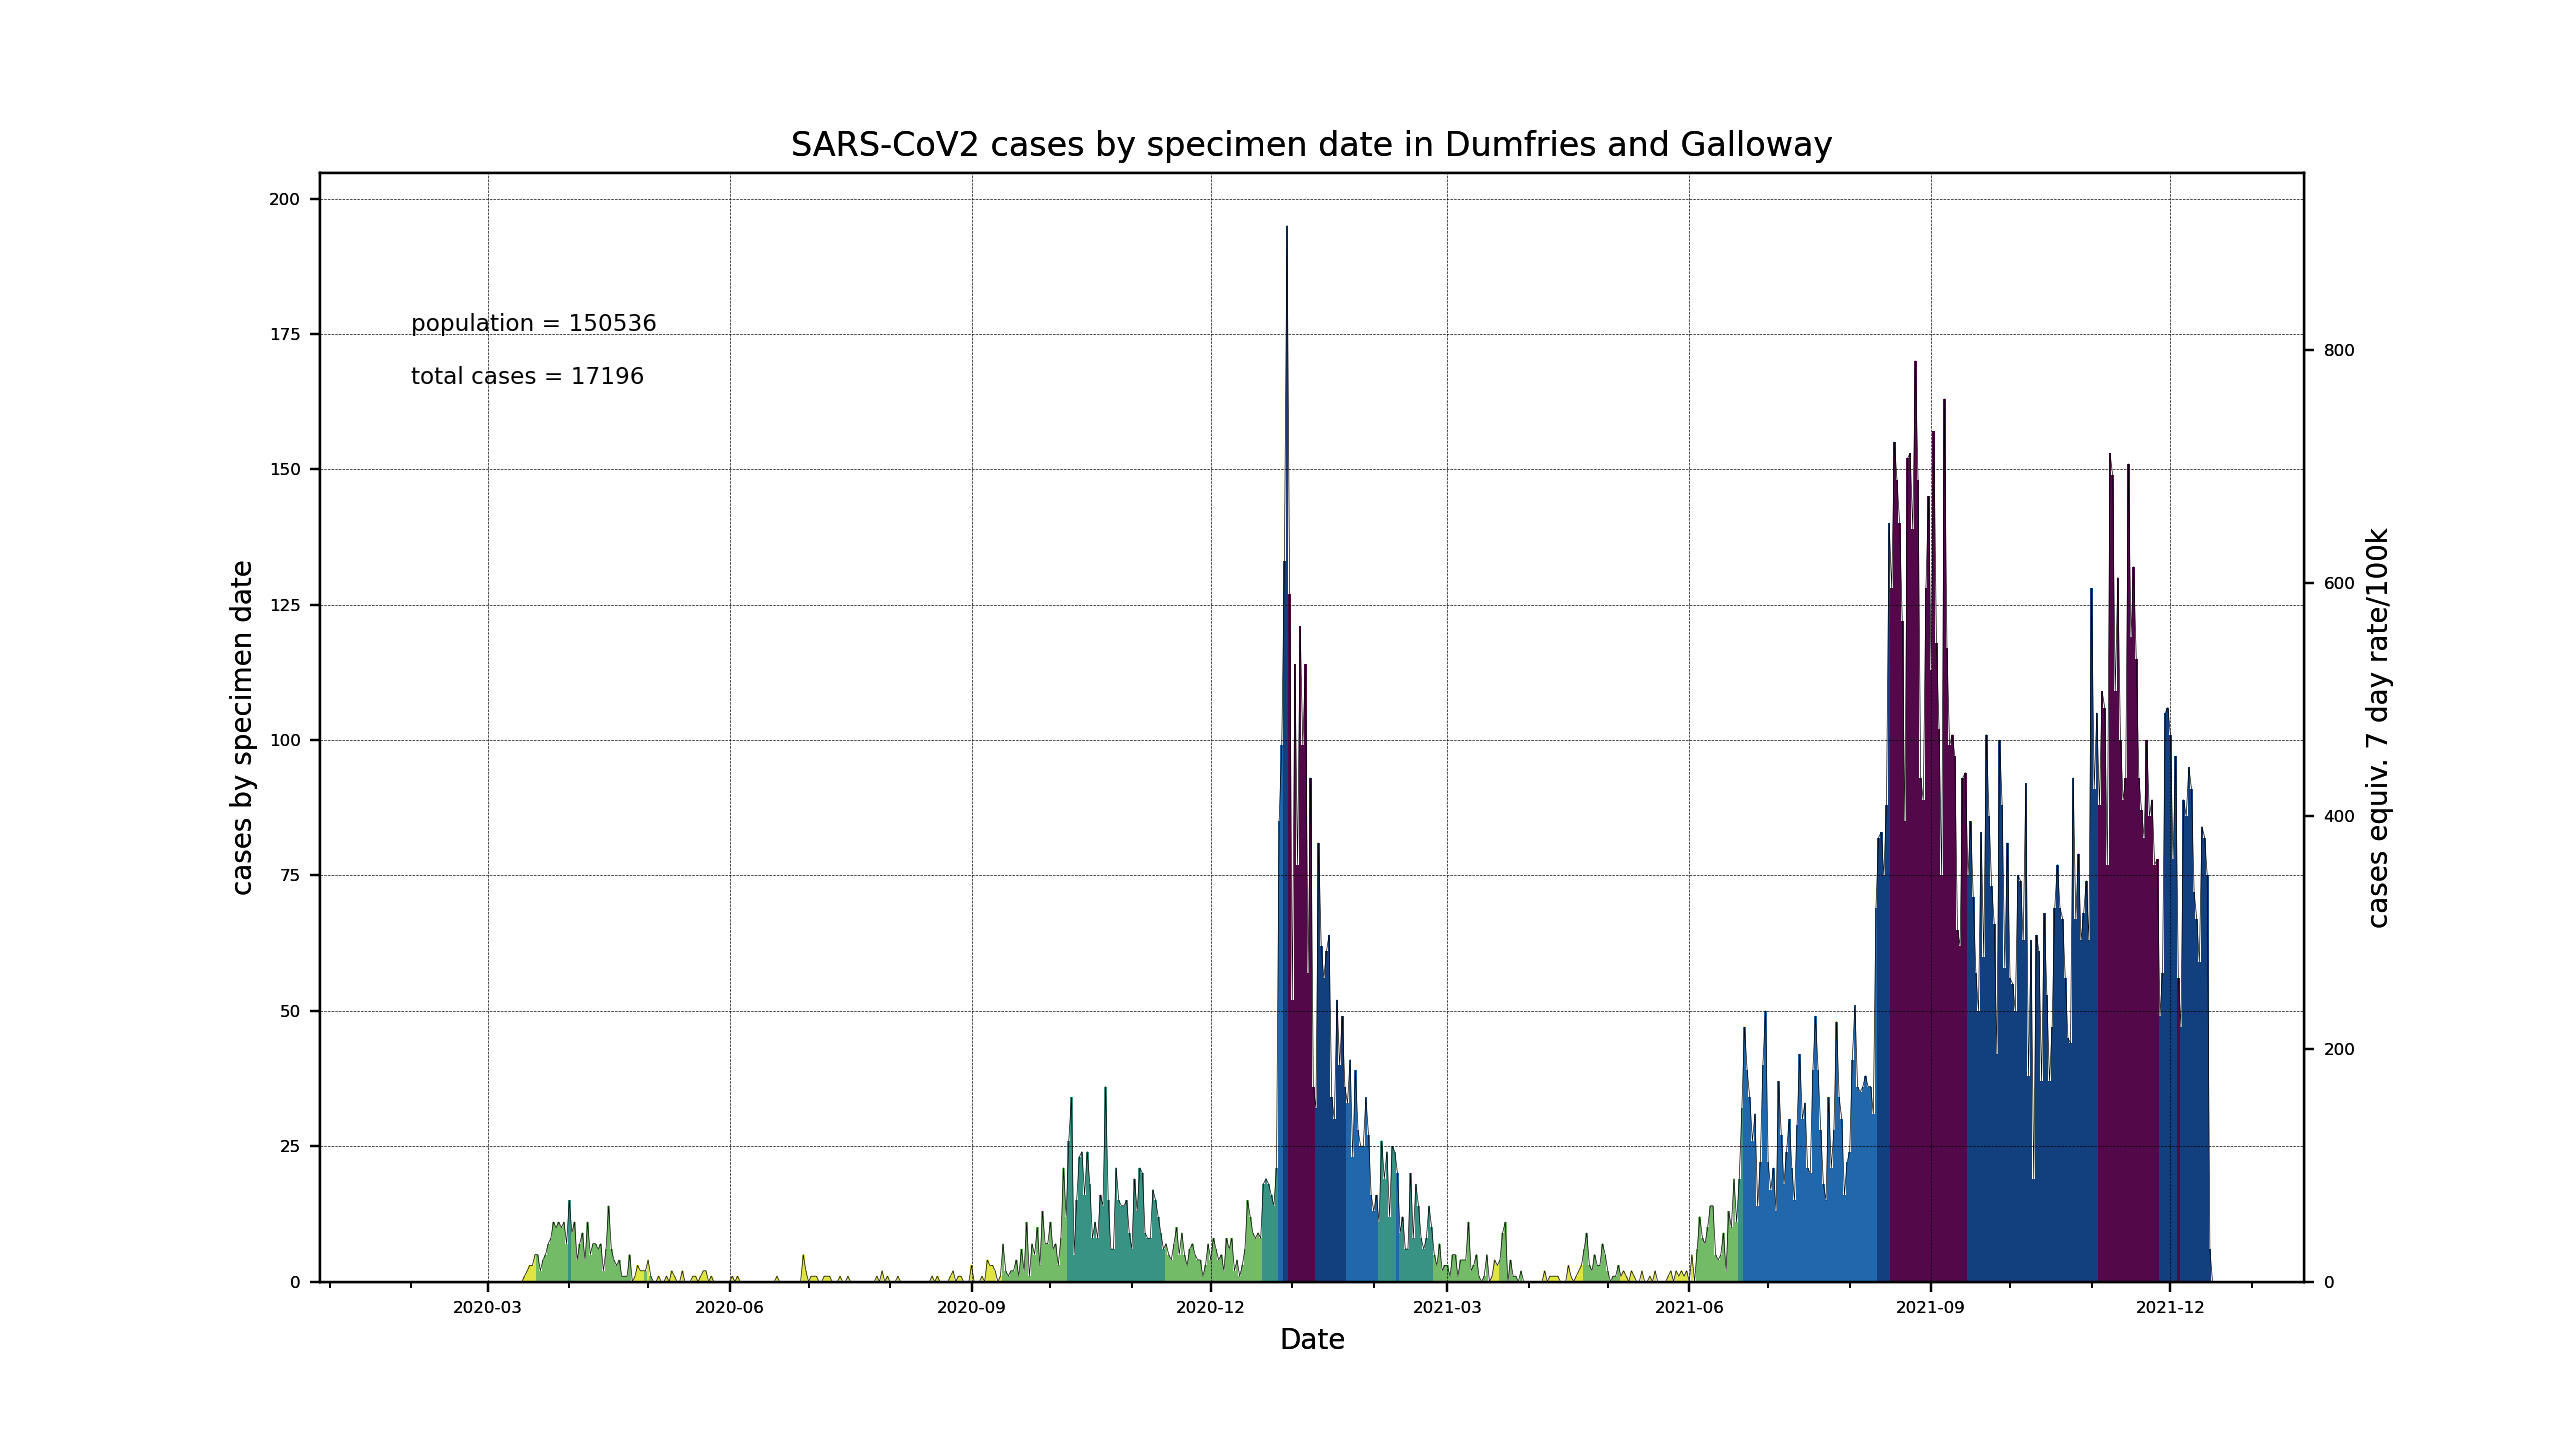 SARS-CoV2 cases by specimen date in Dumfries and Galloway
population = 150536
total cases = 17196
cases by specimen date
200
175
150
125
100
75
50
25
0
800
600
400
200
0
cases equiv. 7 day rate/100k
2020-03 2020-06 2020-09 2020-12 2021-03 2021-06 2021-09 2021-12
Date